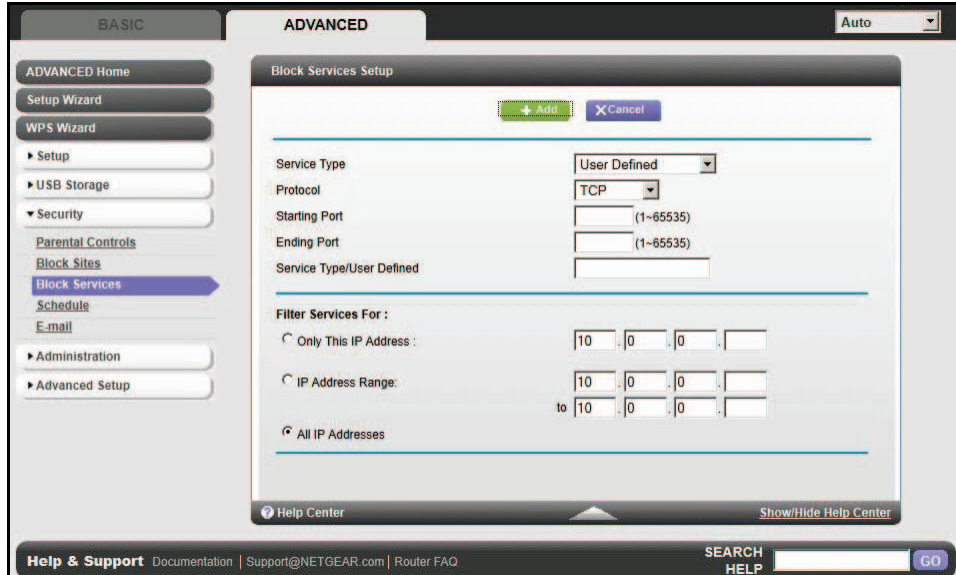 BASIC
ADVANCED
Auto
ADVANCED Home
Setup Wizard
WPS Wizard
Setup
USB Storage
Security
Parental Controls
Block Sites
Block Services
Schedule
E-mail
Administration
Advanced Setup
Block Services Setup
+ Add
X Cancel
Service Type
User Defined
Protocol
TCP
Starting Port
(1~65535)
Ending Port
(1~65535)
Service Type/User Defined
Filter Services For :
Only This IP Address :
10 . 0 . 0 .
IP Address Range:
10 . 0 . 0 .
to 10 . 0 . 0 .
All IP Addresses
? Help Center
Show/Hide Help Center
Help & Support Documentation | Support@NETGEAR.com | Router FAQ
SEARCH
HELP
GO